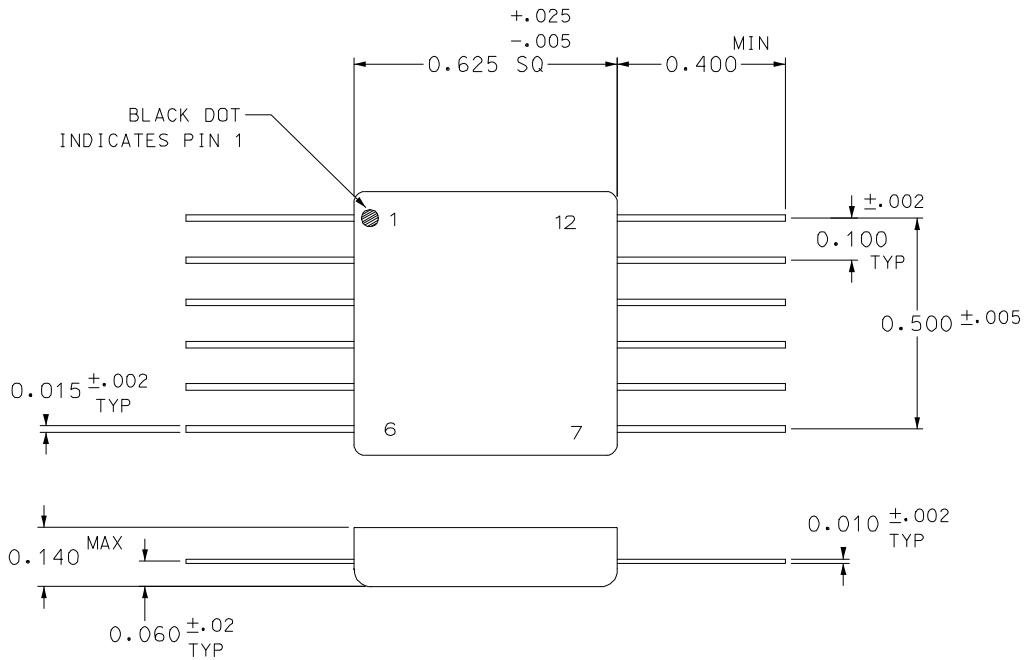 +.025
-.005
0.625 SQ
MIN
0.400
BLACK DOT
INDICATES PIN 1
1
12
±.002
0.100
TYP
0.500 ±.005
0.015 ±.002
TYP
6
7
MAX
0.140
0.010 ±.002
TYP
0.060 ±.02
TYP